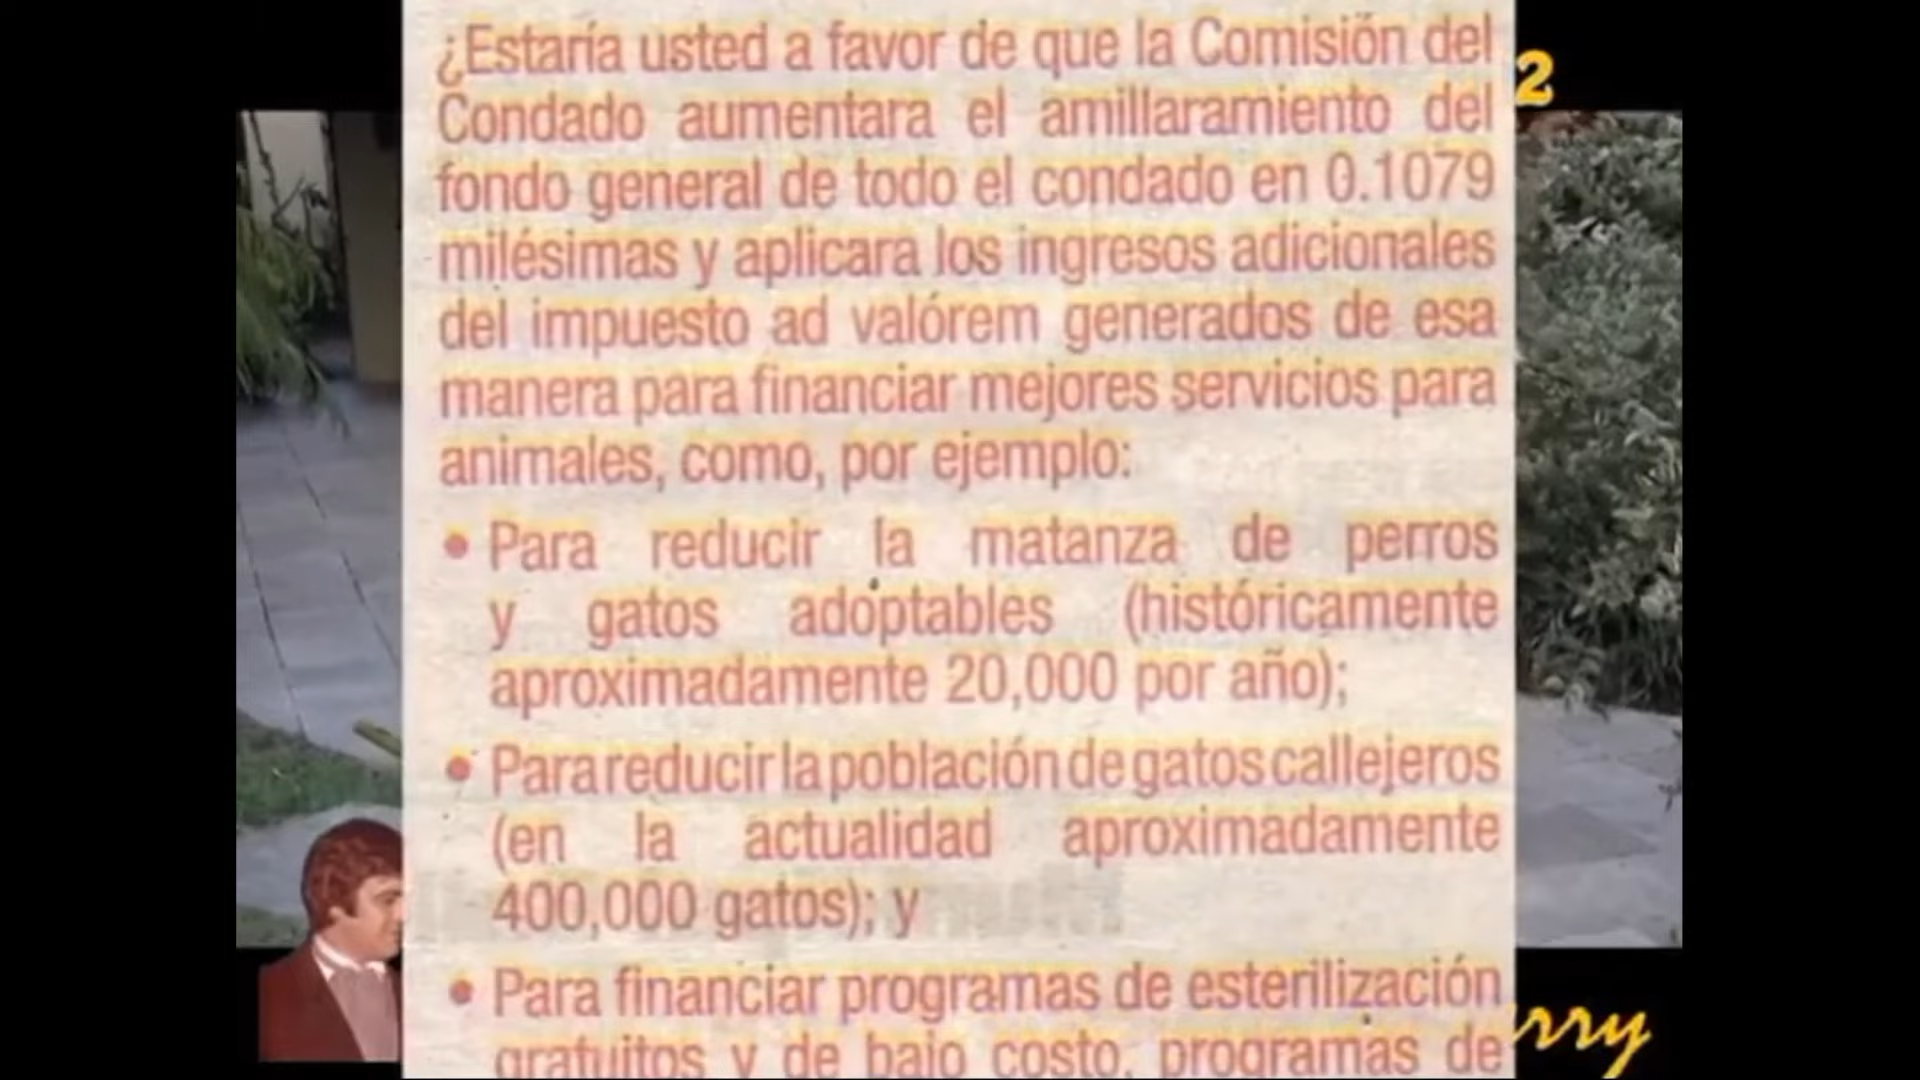 ¿Estaría usted a favor de que la Comisión del
Condado aumentara el amillaramiento del
fondo general de todo el condado en 0.1079
milésimas y aplicara los ingresos adicionales
del impuesto ad valórem generados de esa
manera para financiar mejores servicios para
animales, como, por ejemplo:
• Para reducir la matanza de perros
y gatos adoptables (históricamente
aproximadamente 20,000 por año);
• Para reducir la población de gatos callejeros
(en la actualidad aproximadamente
400,000 gatos); y
• Para financiar programas de esterilización
gratuitos y de bajo costo, programas de
2
rry